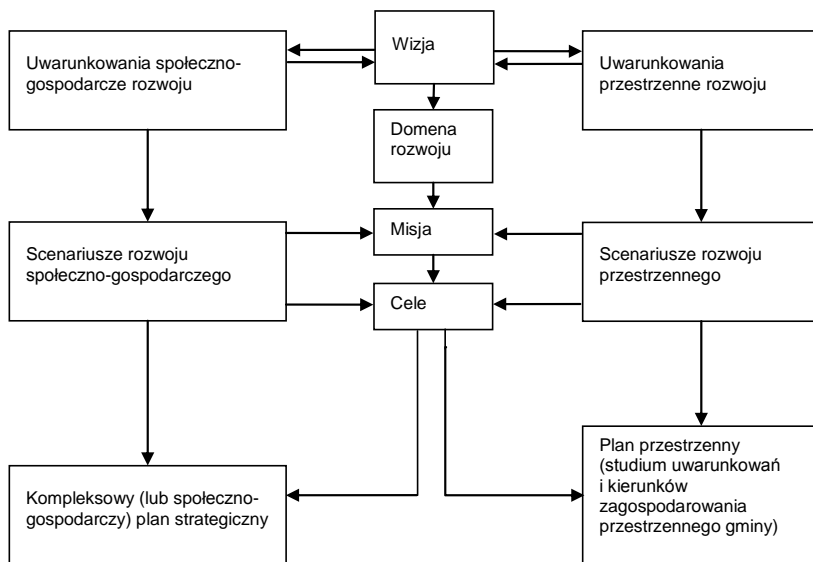 Wizja
Uwarunkowania społeczno-
gospodarcze rozwoju
Uwarunkowania
przestrzenne rozwoju
Domena
rozwoju
Misja
Scenariusze rozwoju
społeczno-gospodarczego
Scenariusze rozwoju
przestrzennego
Cele
Kompleksowy (lub społeczno-
gospodarczy) plan strategiczny
Plan przestrzenny
(studium uwarunkowań
i kierunków
zagospodarowania
przestrzennego gminy)